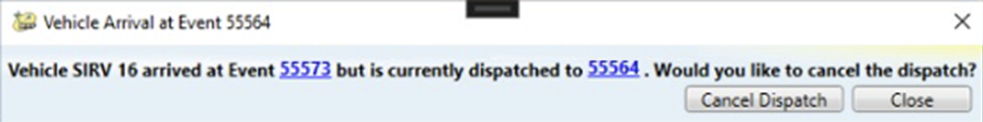 Vehicle Arrival at Event 55564
Vehicle SIRV 16 arrived at Event 55573 but is currently dispatched to 55564 . Would you like to cancel the dispatch?
Cancel Dispatch Close